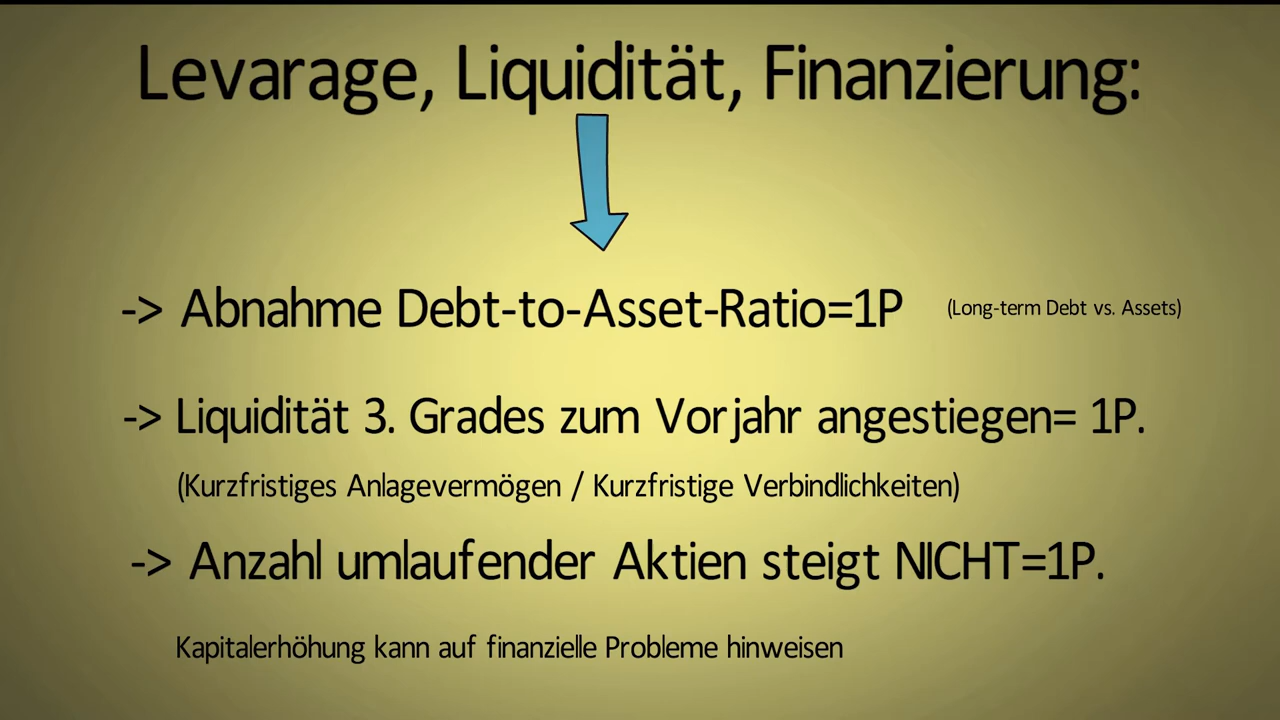 Levarage, Liquidität, Finanzierung:
-> Abnahme Debt-to-Asset-Ratio=1P (Long-term Debt vs. Assets)
-> Liquidität 3. Grades zum Vorjahr angestiegen= 1P.
(Kurzfristiges Anlagevermögen / Kurzfristige Verbindlichkeiten)
-> Anzahl umlaufender Aktien steigt NICHT=1P.
Kapitalerhöhung kann auf finanzielle Probleme hinweisen